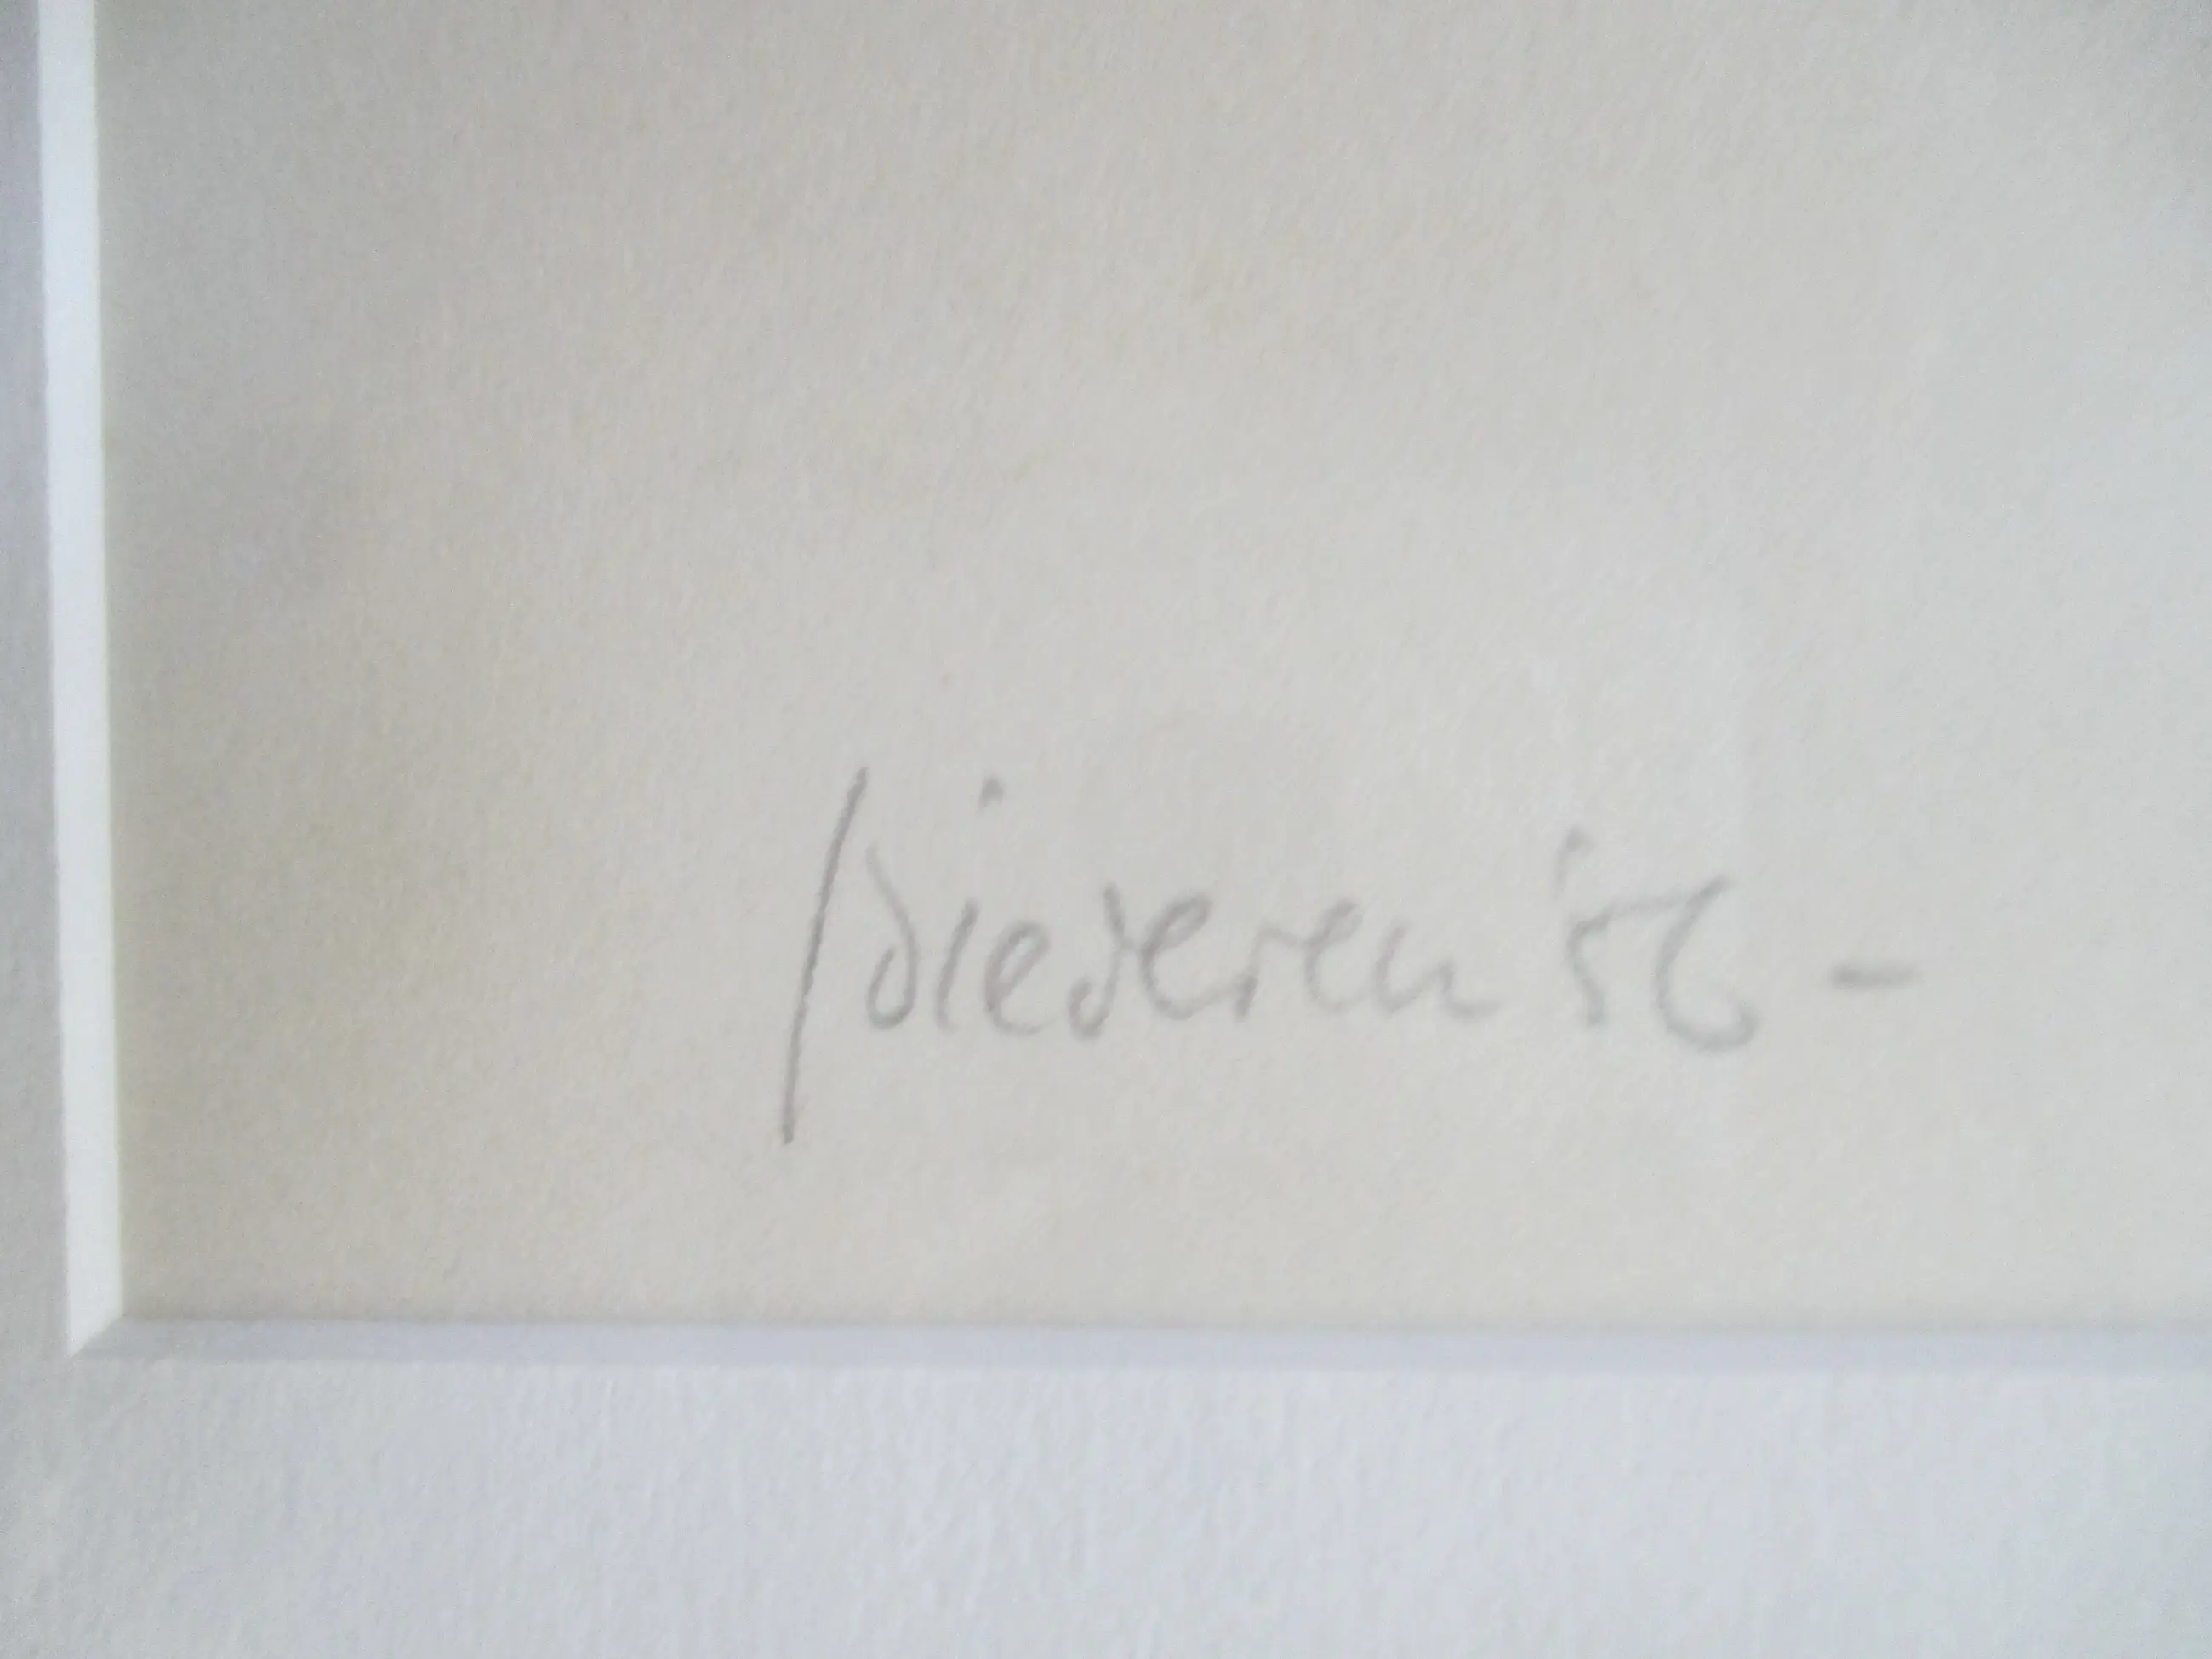 Diederen '56 -